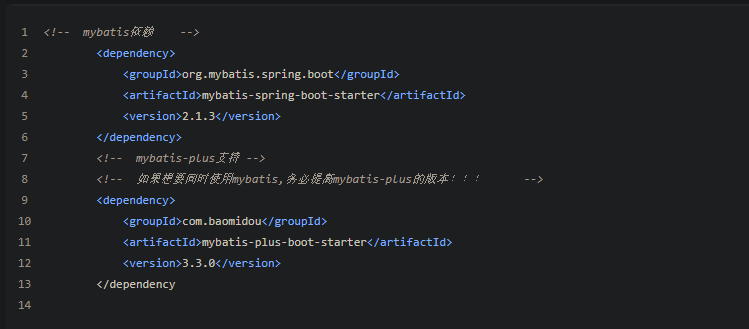 1 <!--  mybatis依赖    -->
2         <dependency>
3             <groupId>org.mybatis.spring.boot</groupId>
4             <artifactId>mybatis-spring-boot-starter</artifactId>
5             <version>2.1.3</version>
6         </dependency>
7         <!--  mybatis-plus支持 -->
8         <!--  如果想要同时使用mybatis,务必提高mybatis-plus的版本！！！      -->
9         <dependency>
10             <groupId>com.baomidou</groupId>
11             <artifactId>mybatis-plus-boot-starter</artifactId>
12             <version>3.3.0</version>
13         </dependency
14